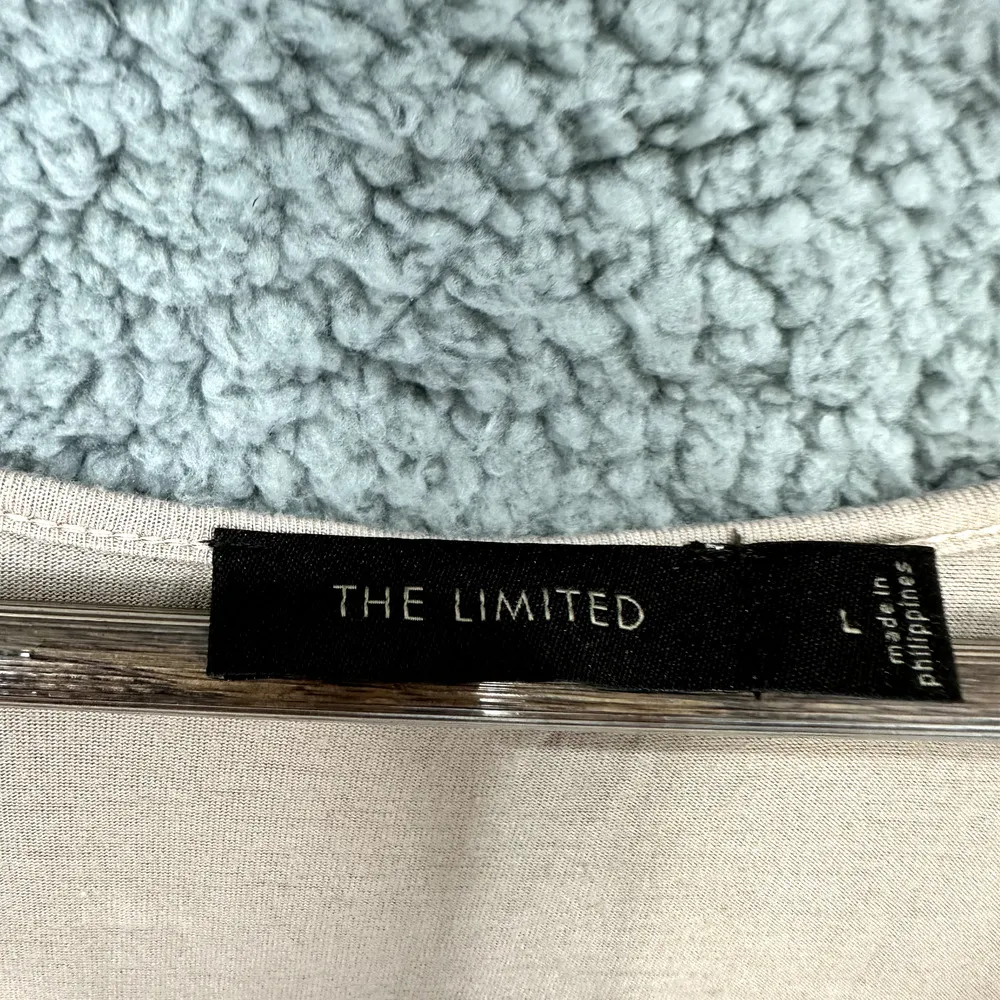 THE LIMITED
L
made in
philippines